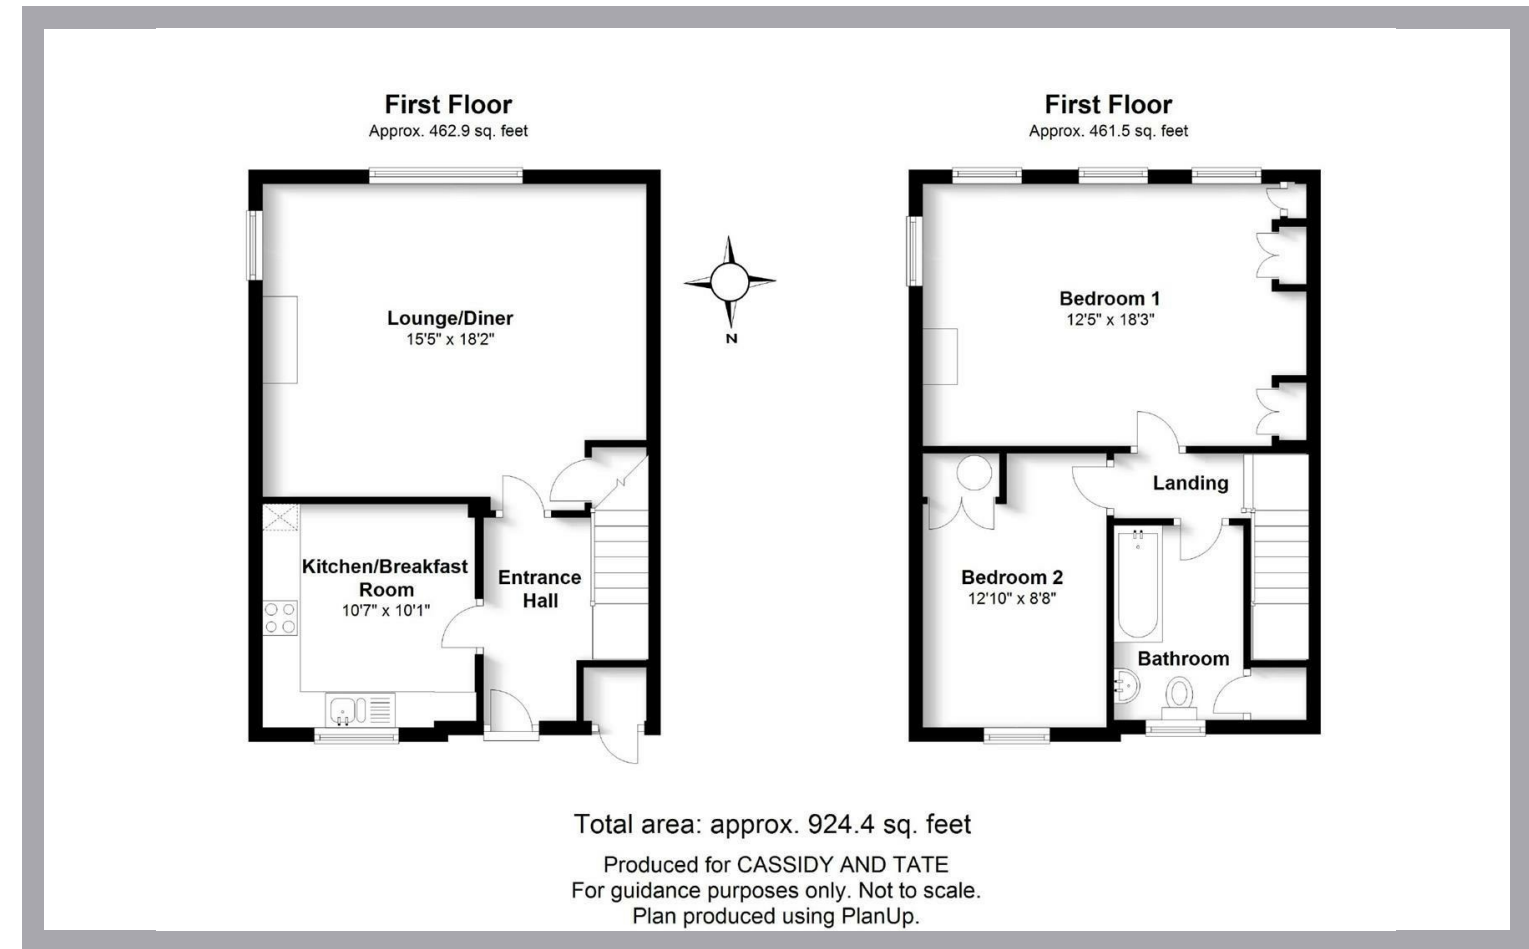 First Floor
Approx. 462.9 sq. feet
Lounge/Diner
15'5" x 18'2"
Kitchen/Breakfast
Room
10'7" x 10'1"
Entrance
Hall
N
First Floor
Approx. 461.5 sq. feet
Bedroom 1
12'5" x 18'3"
Landing
Bedroom 2
12'10" x 8'8"
Bathroom
Total area: approx. 924.4 sq. feet
Produced for CASSIDY AND TATE
For guidance purposes only. Not to scale.
Plan produced using PlanUp.